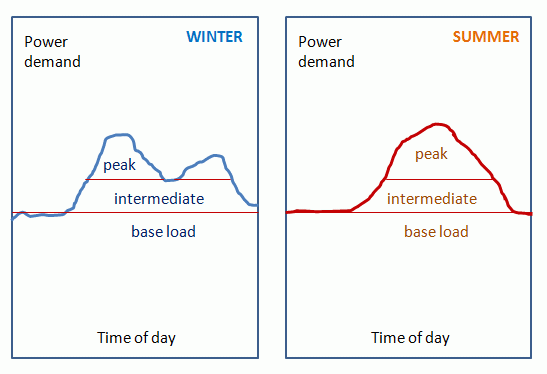 Power
demand
WINTER
peak
intermediate
base load
Time of day
Power
demand
SUMMER
peak
intermediate
base load
Time of day